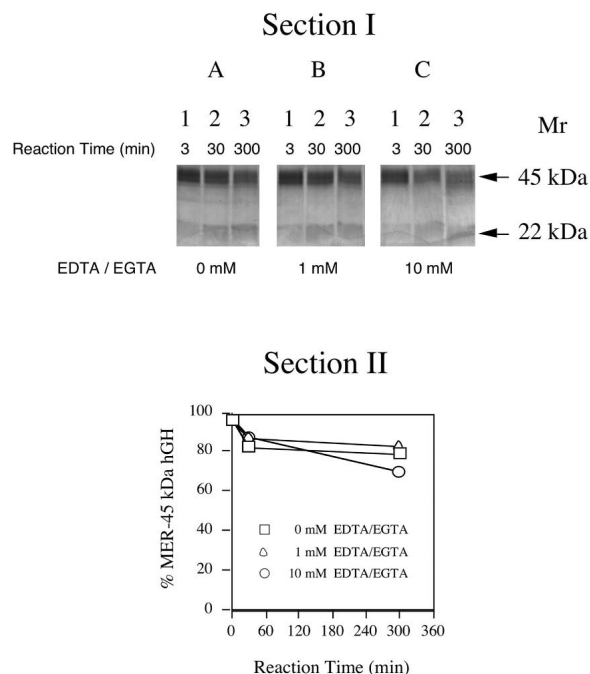 Section I
A B C
1 2 3 1 2 3 1 2 3 Mr
Reaction Time (min) 3 30 300 3 30 300 3 30 300
45 kDa
22 kDa
EDTA / EGTA 0 mM 1 mM 10 mM
Section II
% MER-45 kDa hGH
100
80
60
40
20
0
0 mM EDTA/EGTA
1 mM EDTA/EGTA
10 mM EDTA/EGTA
0 60 120 180 240 300 360
Reaction Time (min)